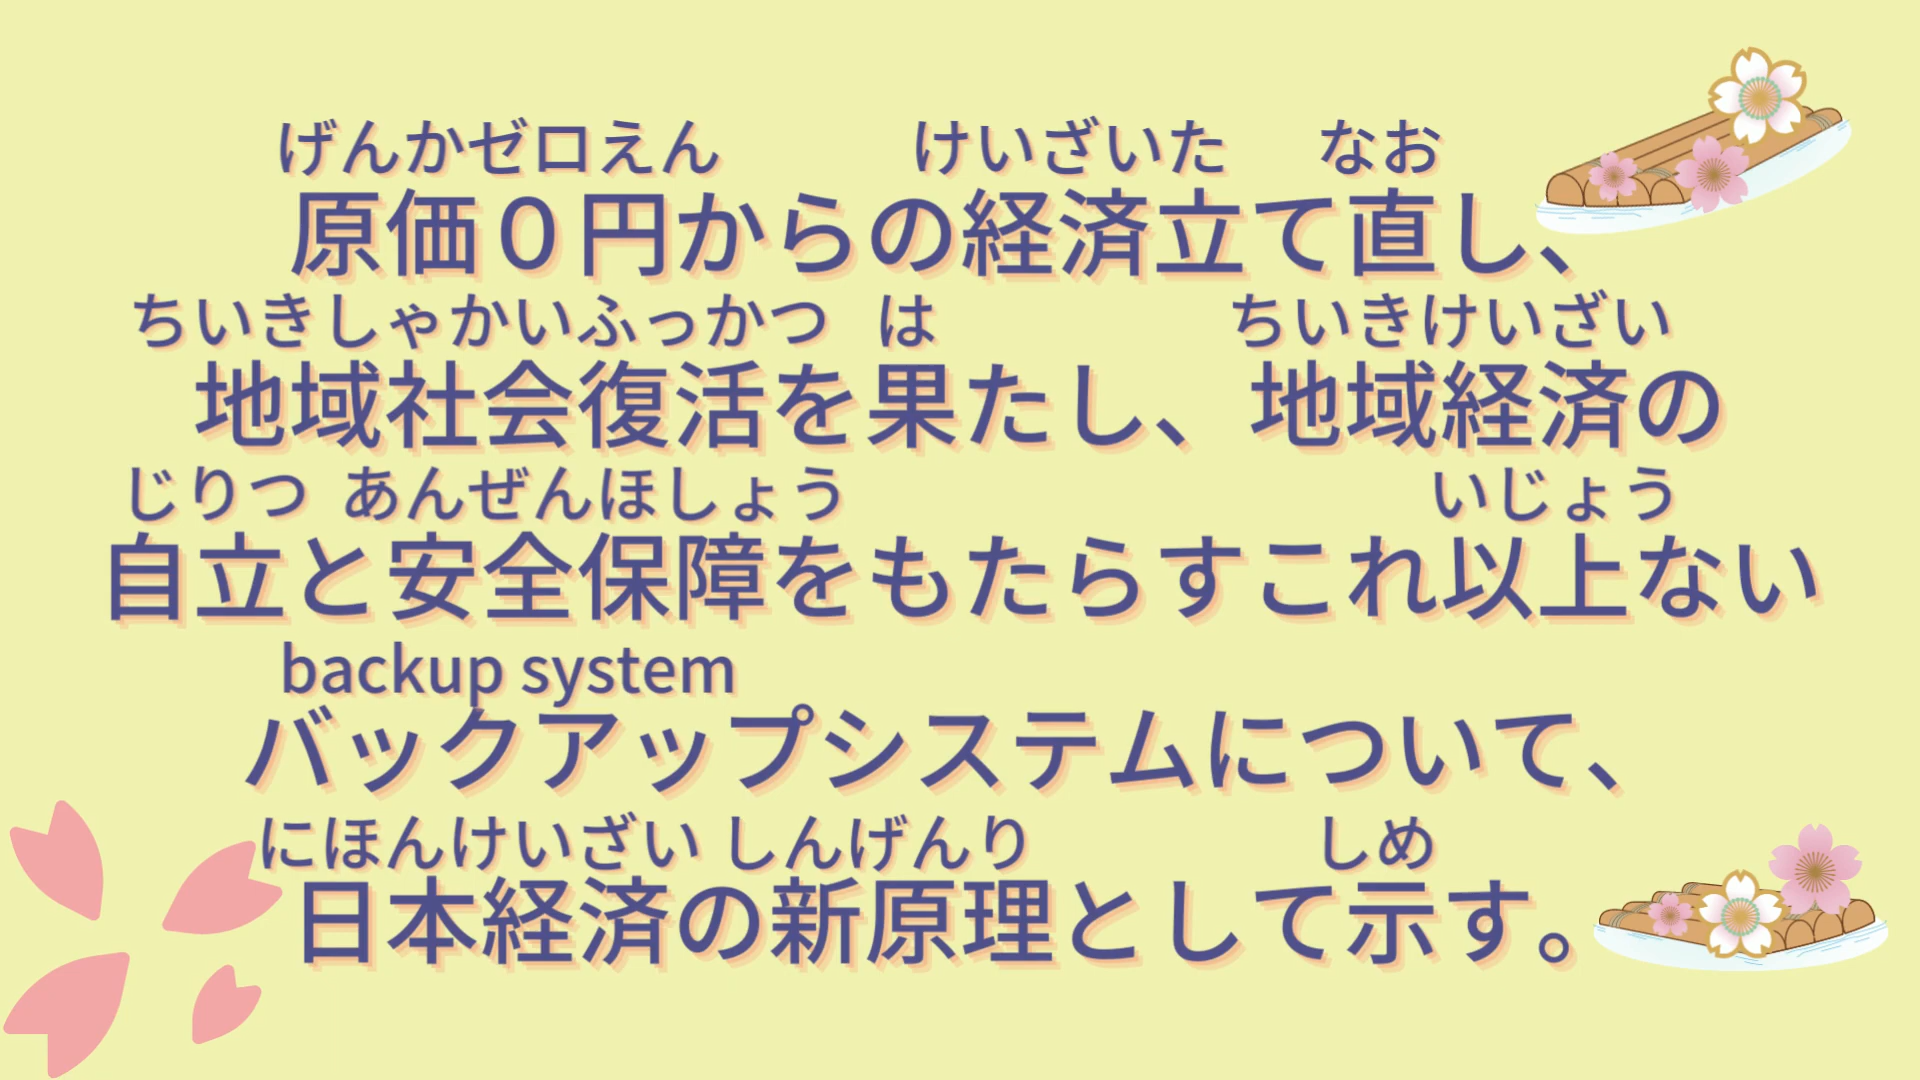 げんかゼロえん けいざいた なお
原価０円からの経済立て直し、
ちいきしゃかいふっかつ は ちいきけいざい
地域社会復活を果たし、地域経済の
じりつ あんぜんほしょう いじょう
自立と安全保障をもたらすこれ以上ない
backup system
バックアップシステムについて、
にほんけいざい しんげんり しめ
日本経済の新原理として示す。